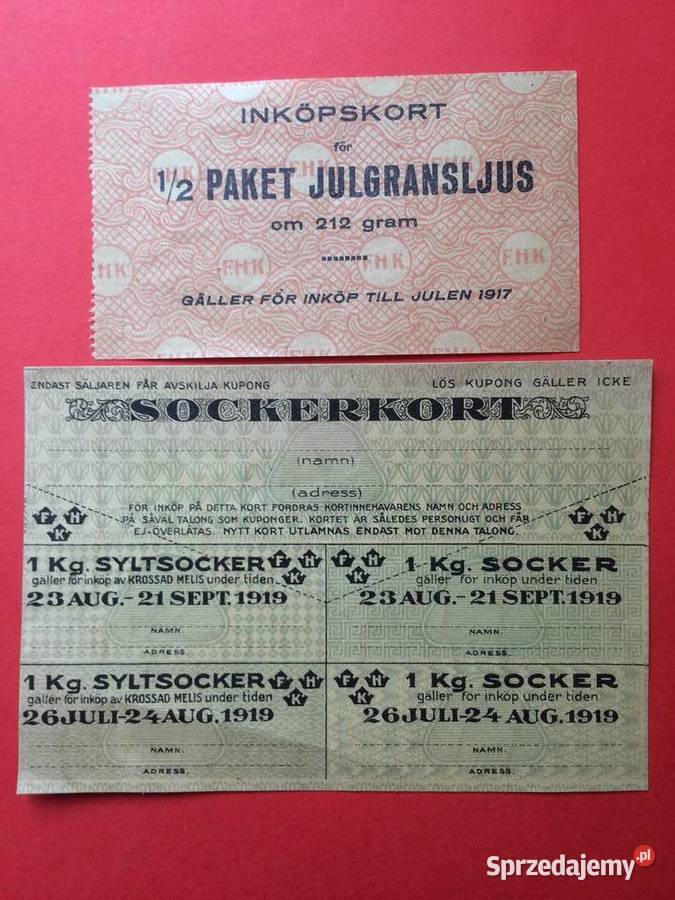 INKÖPSKORT
för
1/2 PAKET JULGRANSLJUS
om 212 gram
F.H.K F.H.K F.H.K F.H.K
GÄLLER FÖR INKÖP TILL JULEN 1917
ENDAST SÄLJAREN FÅR AVSKILJA KUPONG
LÖS KUPONG GÄLLER ICKE
SOCKERKORT
(namn)
(adress)
FÖR INKÖP PÅ DETTA KORT FORDRAS KORTINNEHAVARENS NAMN OCH ADRESS
PÅ SÅVÄL TALONG SOM KUPONGER. KORTET ÄR SÅLEDES PERSONLIGT OCH FÅR
EJ ÖVERLÅTAS. NYTT KORT UTLÄMNAS ENDAST MOT DENNA TALONG.
F H K
F H K
1 Kg. SYLTSOCKER F H K
gäller för inköp av KROSSAD MELIS under tiden
23 AUG.-21 SEPT. 1919
NAMN.
ADRESS.
F H K 1 Kg. SOCKER
gäller för inköp under tiden
23 AUG.-21 SEPT. 1919
NAMN.
ADRESS.
1 Kg. SYLTSOCKER F H K
gäller för inköp av KROSSAD MELIS under tiden
26 JULI-24 AUG. 1919
NAMN.
ADRESS.
F H K 1 Kg. SOCKER
gäller för inköp under tiden
26 JULI-24 AUG. 1919
NAMN.
ADRESS.
Sprzedajemy.pl